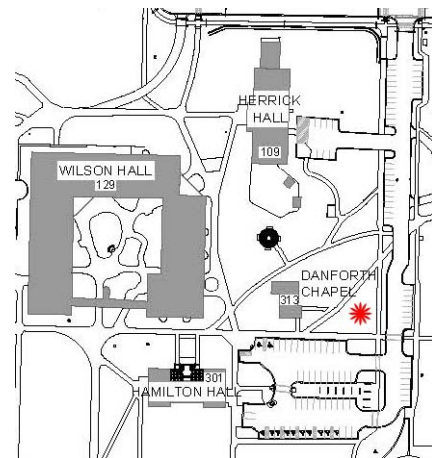 HERRICK
HALL
109
WILSON HALL
129
DANFORTH
CHAPEL
313
301
HAMILTON HALL